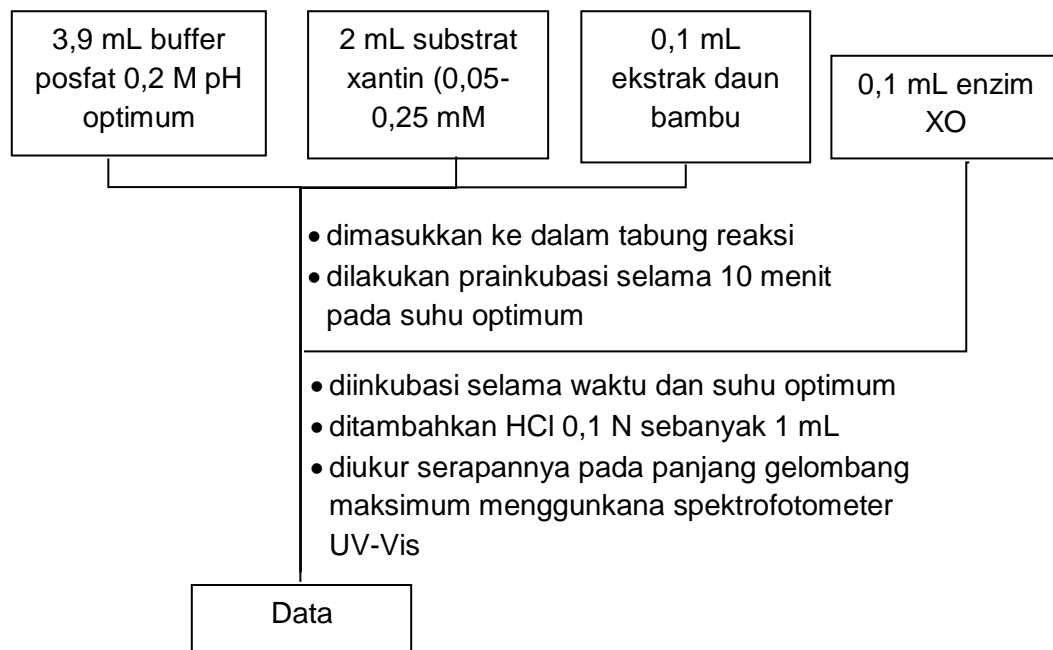 3,9 mL buffer
posfat 0,2 M pH
optimum
2 mL substrat
xantin (0,05-
0,25 mM
0,1 mL
ekstrak daun
bambu
0,1 mL enzim
XO
• dimasukkan ke dalam tabung reaksi
• dilakukan prainkubasi selama 10 menit
pada suhu optimum
• diinkubasi selama waktu dan suhu optimum
• ditambahkan HCl 0,1 N sebanyak 1 mL
• diukur serapannya pada panjang gelombang
maksimum menggunkana spektrofotometer
UV-Vis
Data